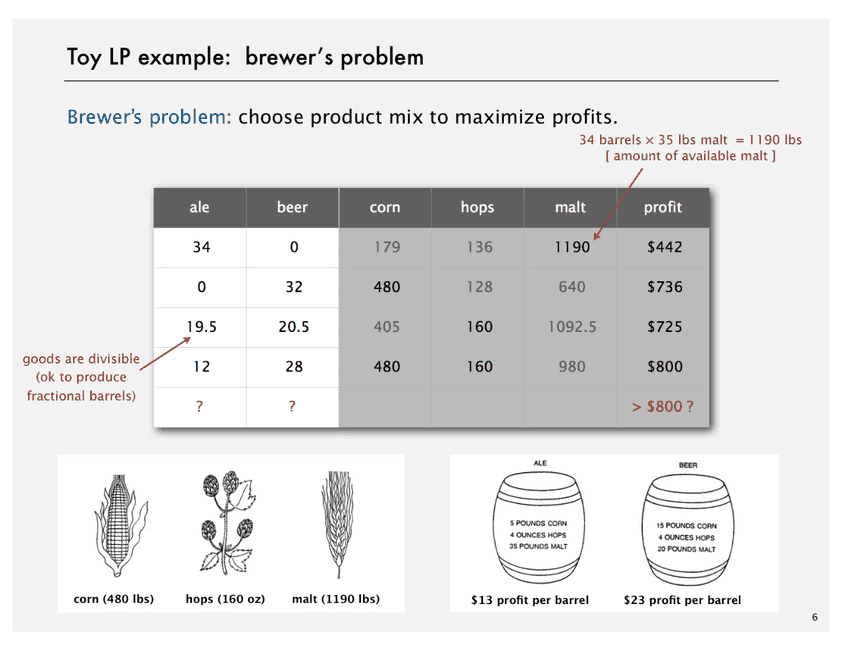 Toy LP example: brewer’s problem
Brewer’s problem: choose product mix to maximize profits.
34 barrels × 35 lbs malt = 1190 lbs
[ amount of available malt ]
ale beer corn hops malt profit
34 0 179 136 1190 $442
0 32 480 128 640 $736
19.5 20.5 405 160 1092.5 $725
12 28 480 160 980 $800
? ? > $800 ?
goods are divisible
(ok to produce
fractional barrels)
corn (480 lbs) hops (160 oz) malt (1190 lbs)
ALE
5 POUNDS CORN
4 OUNCES HOPS
35 POUNDS MALT
$13 profit per barrel
BEER
15 POUNDS CORN
4 OUNCES HOPS
20 POUNDS MALT
$23 profit per barrel
6